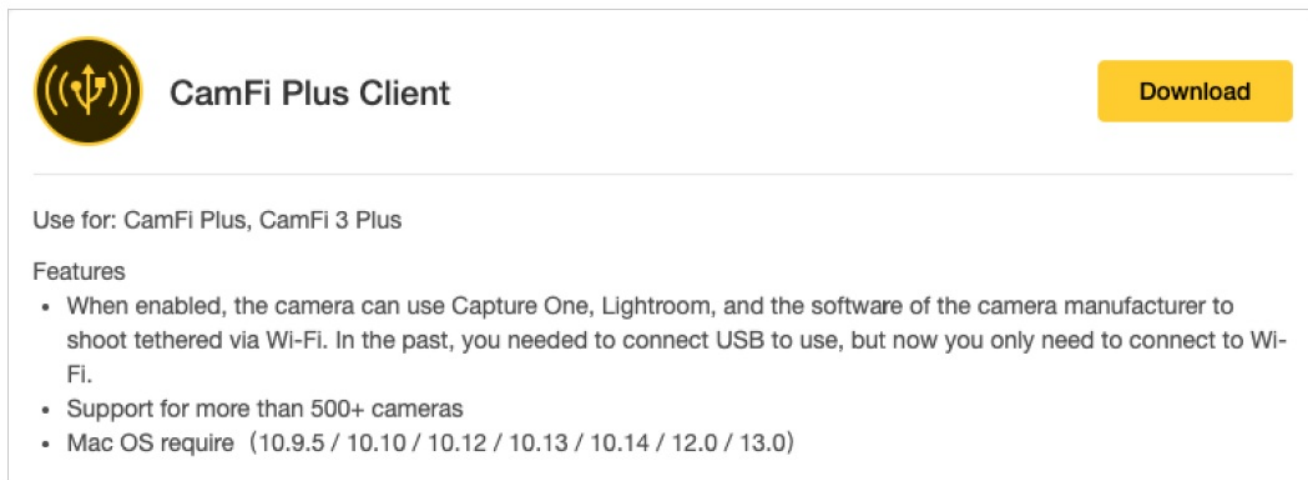 CamFi Plus Client
Download
Use for: CamFi Plus, CamFi 3 Plus
Features
• When enabled, the camera can use Capture One, Lightroom, and the software of the camera manufacturer to
shoot tethered via Wi-Fi. In the past, you needed to connect USB to use, but now you only need to connect to Wi-
Fi.
• Support for more than 500+ cameras
• Mac OS require（10.9.5 / 10.10 / 10.12 / 10.13 / 10.14 / 12.0 / 13.0）